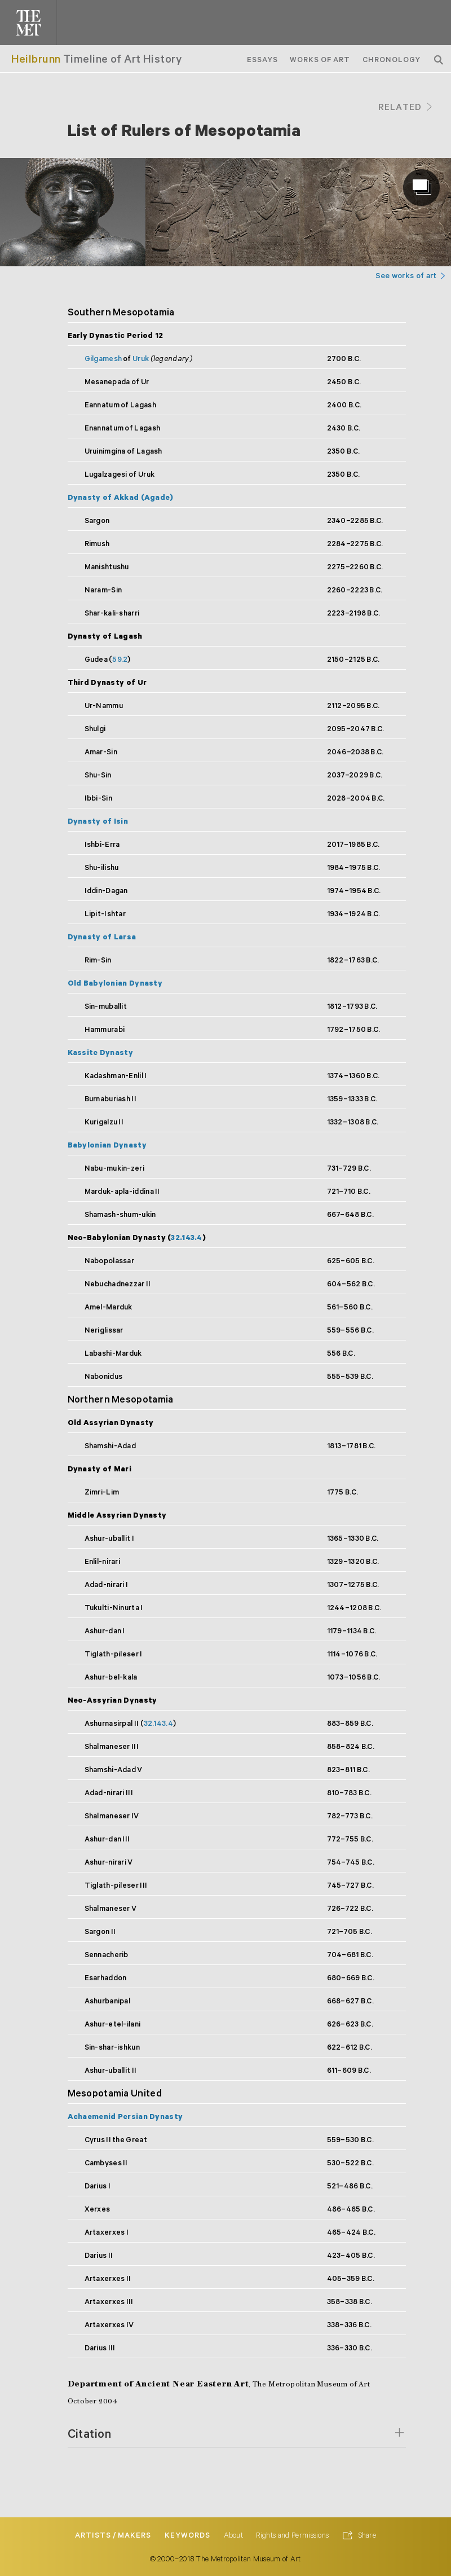 THE
MET
Heilbrunn Timeline of Art History
ESSAYS WORKS OF ART CHRONOLOGY
RELATED
List of Rulers of Mesopotamia
See works of art
Southern Mesopotamia
Early Dynastic Period 12
Gilgamesh of Uruk (legendary) 2700 B.C.
Mesanepada of Ur 2450 B.C.
Eannatum of Lagash 2400 B.C.
Enannatum of Lagash 2430 B.C.
Uruinimgina of Lagash 2350 B.C.
Lugalzagesi of Uruk 2350 B.C.
Dynasty of Akkad (Agade)
Sargon 2340–2285 B.C.
Rimush 2284–2275 B.C.
Manishtushu 2275–2260 B.C.
Naram-Sin 2260–2223 B.C.
Shar-kali-sharri 2223–2198 B.C.
Dynasty of Lagash
Gudea (59.2) 2150–2125 B.C.
Third Dynasty of Ur
Ur-Nammu 2112–2095 B.C.
Shulgi 2095–2047 B.C.
Amar-Sin 2046–2038 B.C.
Shu-Sin 2037–2029 B.C.
Ibbi-Sin 2028–2004 B.C.
Dynasty of Isin
Ishbi-Erra 2017–1985 B.C.
Shu-ilishu 1984–1975 B.C.
Iddin-Dagan 1974–1954 B.C.
Lipit-Ishtar 1934–1924 B.C.
Dynasty of Larsa
Rim-Sin 1822–1763 B.C.
Old Babylonian Dynasty
Sin-muballit 1812–1793 B.C.
Hammurabi 1792–1750 B.C.
Kassite Dynasty
Kadashman-Enlil I 1374–1360 B.C.
Burnaburiash II 1359–1333 B.C.
Kurigalzu II 1332–1308 B.C.
Babylonian Dynasty
Nabu-mukin-zeri 731–729 B.C.
Marduk-apla-iddina II 721–710 B.C.
Shamash-shum-ukin 667–648 B.C.
Neo-Babylonian Dynasty (32.143.4)
Nabopolassar 625–605 B.C.
Nebuchadnezzar II 604–562 B.C.
Amel-Marduk 561–560 B.C.
Neriglissar 559–556 B.C.
Labashi-Marduk 556 B.C.
Nabonidus 555–539 B.C.
Northern Mesopotamia
Old Assyrian Dynasty
Shamshi-Adad 1813–1781 B.C.
Dynasty of Mari
Zimri-Lim 1775 B.C.
Middle Assyrian Dynasty
Ashur-uballit I 1365–1330 B.C.
Enlil-nirari 1329–1320 B.C.
Adad-nirari I 1307–1275 B.C.
Tukulti-Ninurta I 1244–1208 B.C.
Ashur-dan I 1179–1134 B.C.
Tiglath-pileser I 1114–1076 B.C.
Ashur-bel-kala 1073–1056 B.C.
Neo-Assyrian Dynasty
Ashurnasirpal II (32.143.4) 883–859 B.C.
Shalmaneser III 858–824 B.C.
Shamshi-Adad V 823–811 B.C.
Adad-nirari III 810–783 B.C.
Shalmaneser IV 782–773 B.C.
Ashur-dan III 772–755 B.C.
Ashur-nirari V 754–745 B.C.
Tiglath-pileser III 745–727 B.C.
Shalmaneser V 726–722 B.C.
Sargon II 721–705 B.C.
Sennacherib 704–681 B.C.
Esarhaddon 680–669 B.C.
Ashurbanipal 668–627 B.C.
Ashur-etel-ilani 626–623 B.C.
Sin-shar-ishkun 622–612 B.C.
Ashur-uballit II 611–609 B.C.
Mesopotamia United
Achaemenid Persian Dynasty
Cyrus II the Great 559–530 B.C.
Cambyses II 530–522 B.C.
Darius I 521–486 B.C.
Xerxes 486–465 B.C.
Artaxerxes I 465–424 B.C.
Darius II 423–405 B.C.
Artaxerxes II 405–359 B.C.
Artaxerxes III 358–338 B.C.
Artaxerxes IV 338–336 B.C.
Darius III 336–330 B.C.
Department of Ancient Near Eastern Art, The Metropolitan Museum of Art
October 2004
Citation
ARTISTS / MAKERS KEYWORDS About Rights and Permissions Share
© 2000–2018 The Metropolitan Museum of Art